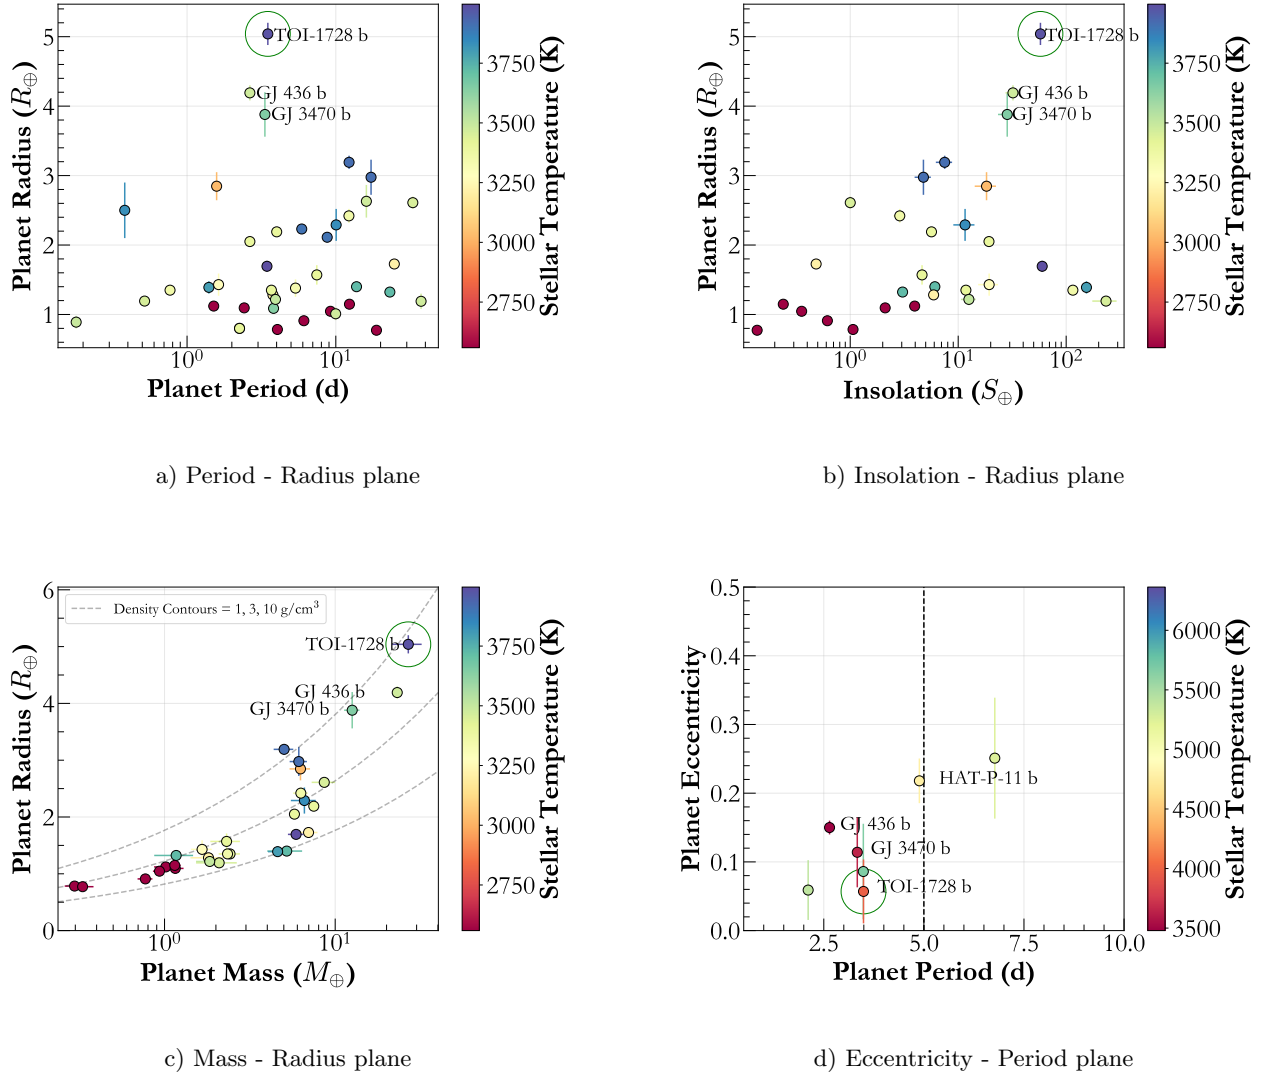 TOI-1728 b
GJ 436 b
GJ 3470 b
5
4
3
2
1
10⁰
10¹
Planet Period (d)
Planet Radius (R⊕)
3750
3500
3250
3000
2750
Stellar Temperature (K)
a) Period - Radius plane
TOI-1728 b
GJ 436 b
GJ 3470 b
5
4
3
2
1
10⁰
10¹
10²
Insolation (S⊕)
Planet Radius (R⊕)
3750
3500
3250
3000
2750
Stellar Temperature (K)
b) Insolation - Radius plane
Density Contours = 1, 3, 10 g/cm³
TOI-1728 b
GJ 436 b
GJ 3470 b
6
4
2
0
10⁰
10¹
Planet Mass (M⊕)
Planet Radius (R⊕)
3750
3500
3250
3000
2750
Stellar Temperature (K)
c) Mass - Radius plane
HAT-P-11 b
GJ 436 b
GJ 3470 b
TOI-1728 b
0.5
0.4
0.3
0.2
0.1
0.0
2.5
5.0
7.5
10.0
Planet Period (d)
Planet Eccentricity
6000
5500
5000
4500
4000
3500
Stellar Temperature (K)
d) Eccentricity - Period plane